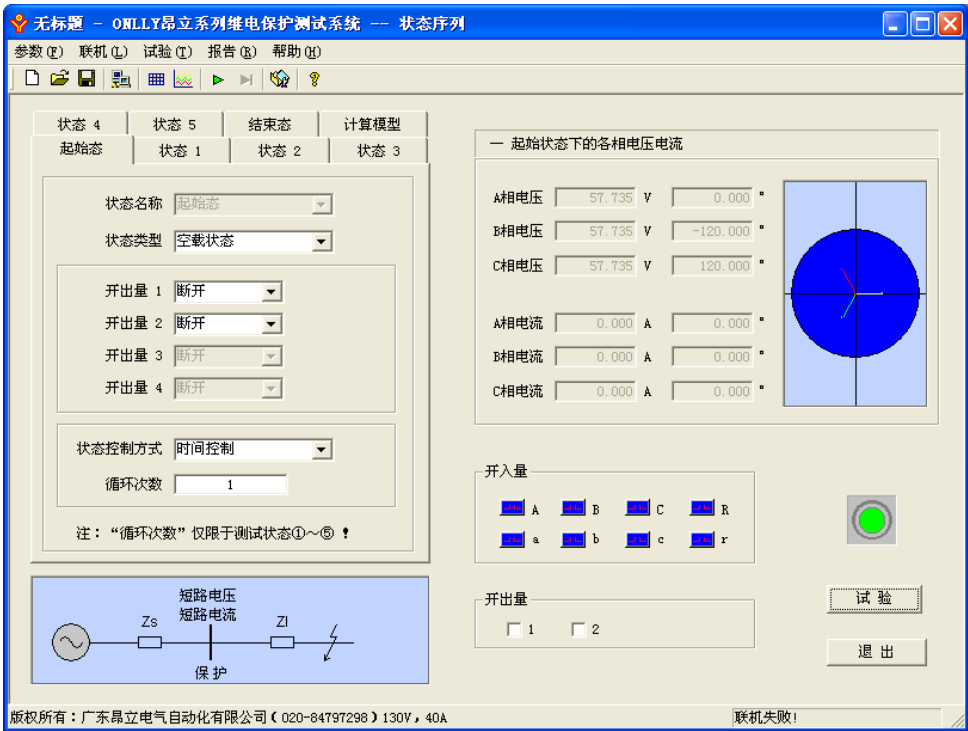 无标题 - ONLLY昂立系列继电保护测试系统 -- 状态序列
参数(F) 联机(L) 试验(T) 报告(R) 帮助(H)
状态 4 状态 5 结束态 计算模型
起始态 状态 1 状态 2 状态 3
状态名称 起始态
状态类型 空载状态
开出量 1 断开
开出量 2 断开
开出量 3 断开
开出量 4 断开
状态控制方式 时间控制
循环次数 1
注：“循环次数”仅限于测试状态①～⑤！
短路电压
短路电流
Zs Zl
保护
一 起始状态下的各相电压电流
A相电压 57.735 V 0.000 °
B相电压 57.735 V -120.000 °
C相电压 57.735 V 120.000 °
A相电流 0.000 A 0.000 °
B相电流 0.000 A 0.000 °
C相电流 0.000 A 0.000 °
开入量
A B C R
a b c r
开出量
1 2
试 验
退 出
版权所有：广东昂立电气自动化有限公司(020-84797298)130V，40A
联机失败!